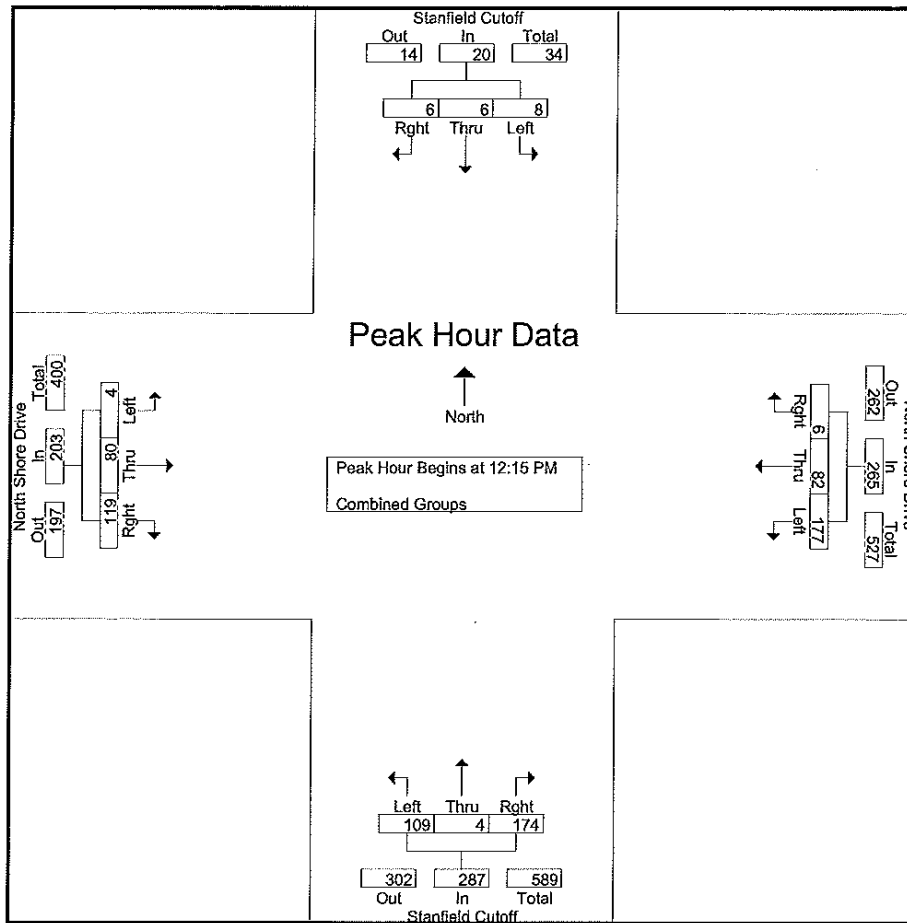 Stanfield Cutoff
Out In Total
14 20 34
6 6 8
Rght Thru Left
Peak Hour Data
North
Peak Hour Begins at 12:15 PM
Combined Groups
North Shore Drive
Out In Total
197 203 400
119 80 4
Rght Thru Left
Out In Total
262 265 527
6 82 177
Rght Thru Left
Left Thru Rght
109 4 174
302 287 589
Out In Total
Stanfield Cutoff